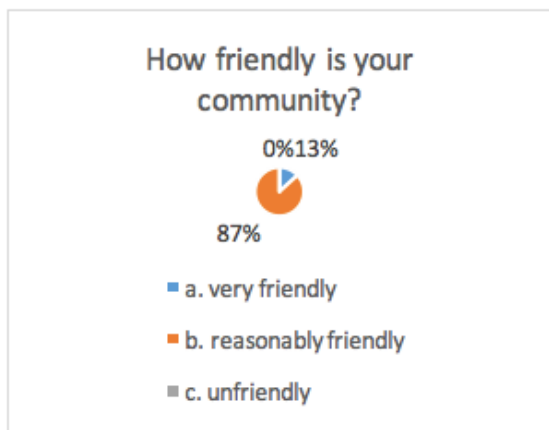 How friendly is your
community?
0%13%
87%
a. very friendly
b. reasonably friendly
c. unfriendly